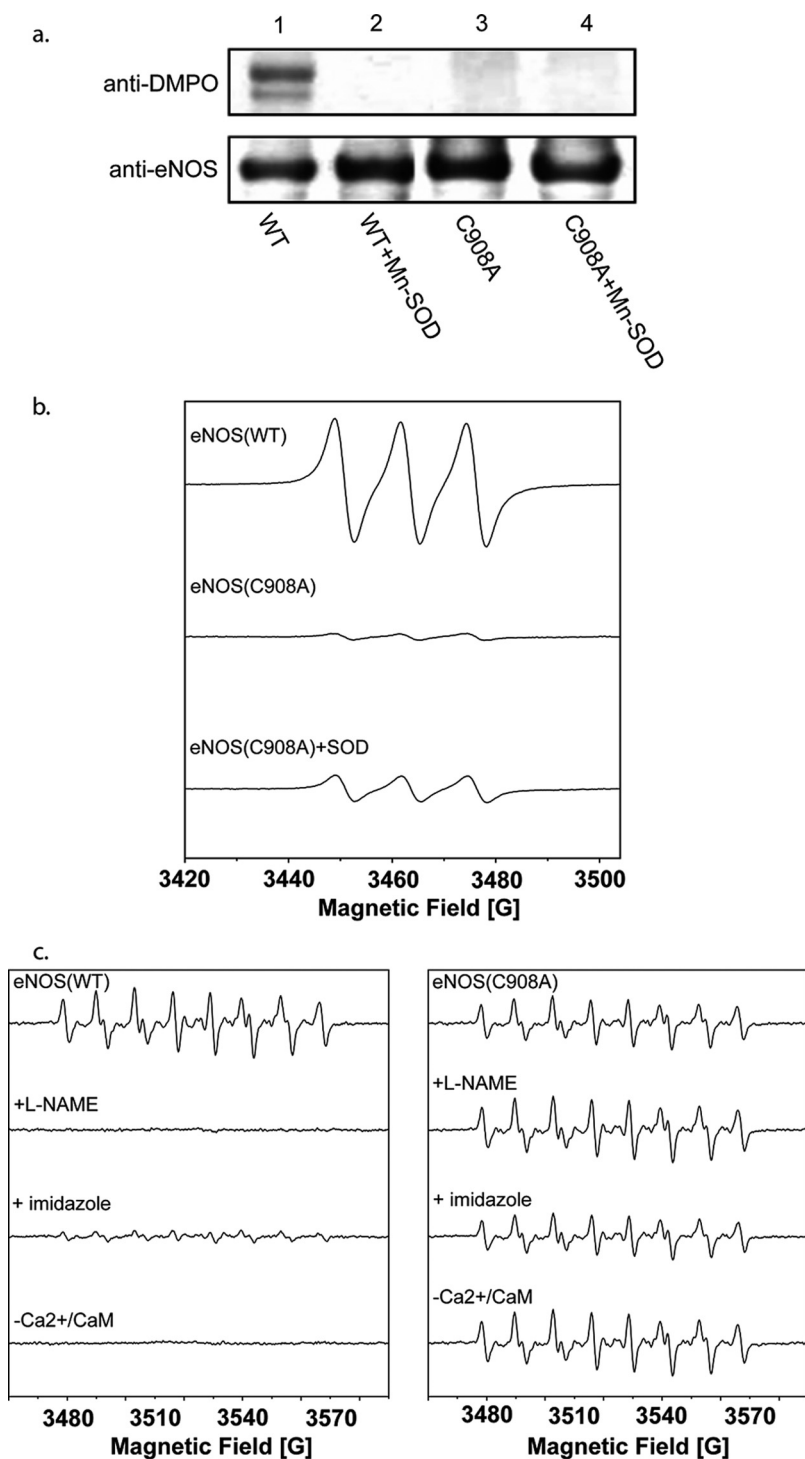 a.
1 2 3 4
anti-DMPO
anti-eNOS
WT
WT+Mn-SOD
C908A
C908A+Mn-SOD
b.
eNOS(WT)
eNOS(C908A)
eNOS(C908A)+SOD
3420 3440 3460 3480 3500
Magnetic Field [G]
c.
eNOS(WT)
+L-NAME
+ imidazole
-Ca2+/CaM
3480 3510 3540 3570
Magnetic Field [G]
eNOS(C908A)
+L-NAME
+ imidazole
-Ca2+/CaM
3480 3510 3540 3570
Magnetic Field [G]